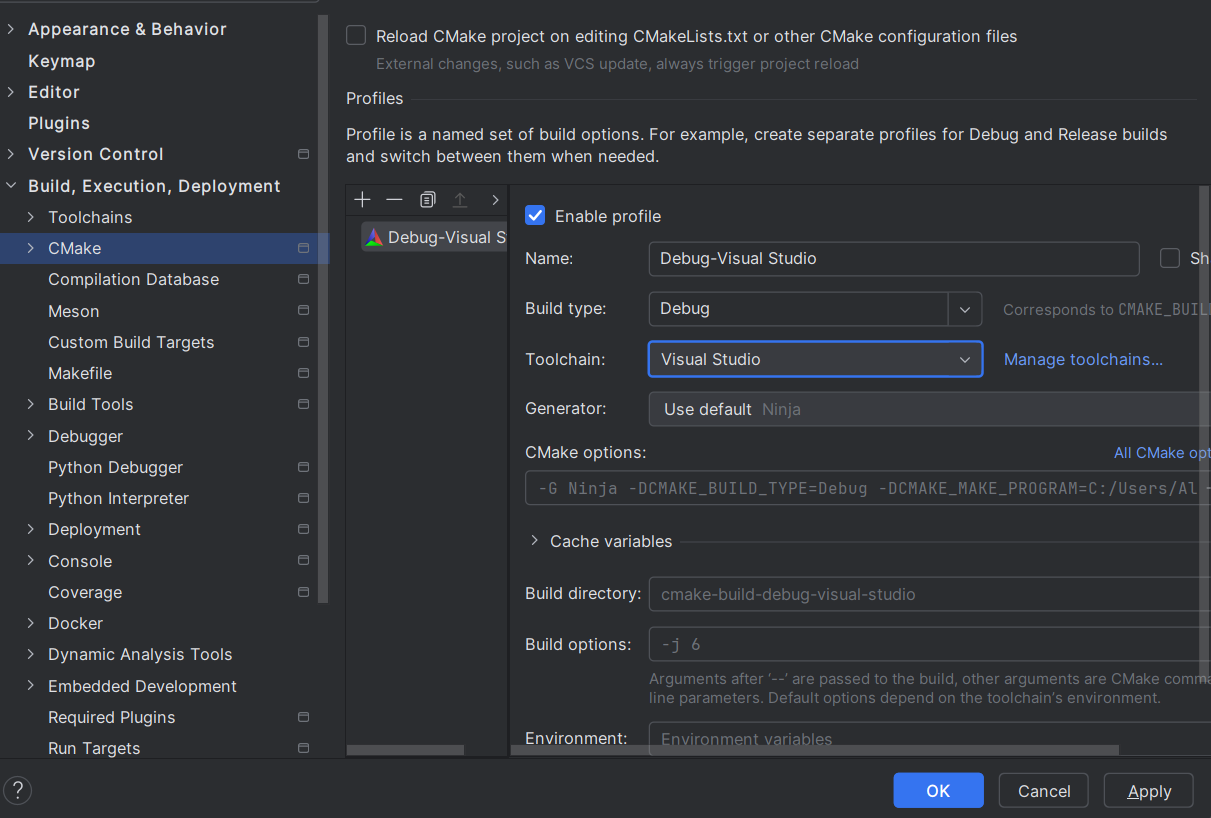 Appearance & Behavior
Keymap
Editor
Plugins
Version Control
Build, Execution, Deployment
Toolchains
CMake
Compilation Database
Meson
Custom Build Targets
Makefile
Build Tools
Debugger
Python Debugger
Python Interpreter
Deployment
Console
Coverage
Docker
Dynamic Analysis Tools
Embedded Development
Required Plugins
Run Targets
?
Reload CMake project on editing CMakeLists.txt or other CMake configuration files
External changes, such as VCS update, always trigger project reload
Profiles
Profile is a named set of build options. For example, create separate profiles for Debug and Release builds
and switch between them when needed.
Debug-Visual S
Enable profile
Name: Debug-Visual Studio Sh
Build type: Debug Corresponds to CMAKE_BUIL
Toolchain: Visual Studio Manage toolchains...
Generator: Use default Ninja
CMake options: All CMake opt
-G Ninja -DCMAKE_BUILD_TYPE=Debug -DCMAKE_MAKE_PROGRAM=C:/Users/Al
Cache variables
Build directory: cmake-build-debug-visual-studio
Build options: -j 6
Arguments after ‘--’ are passed to the build, other arguments are CMake comma
line parameters. Default options depend on the toolchain’s environment.
Environment: Environment variables
OK Cancel Apply